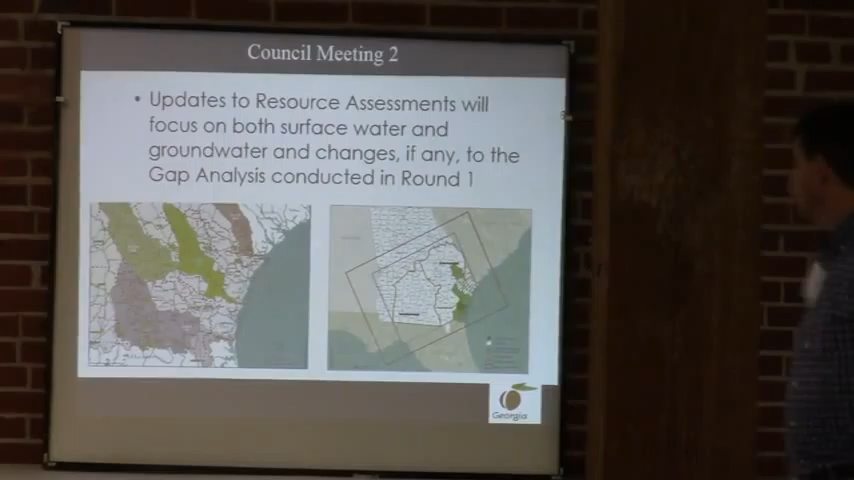 Council Meeting 2
• Updates to Resource Assessments will
focus on both surface water and
groundwater and changes, if any, to the
Gap Analysis conducted in Round 1
Georgia